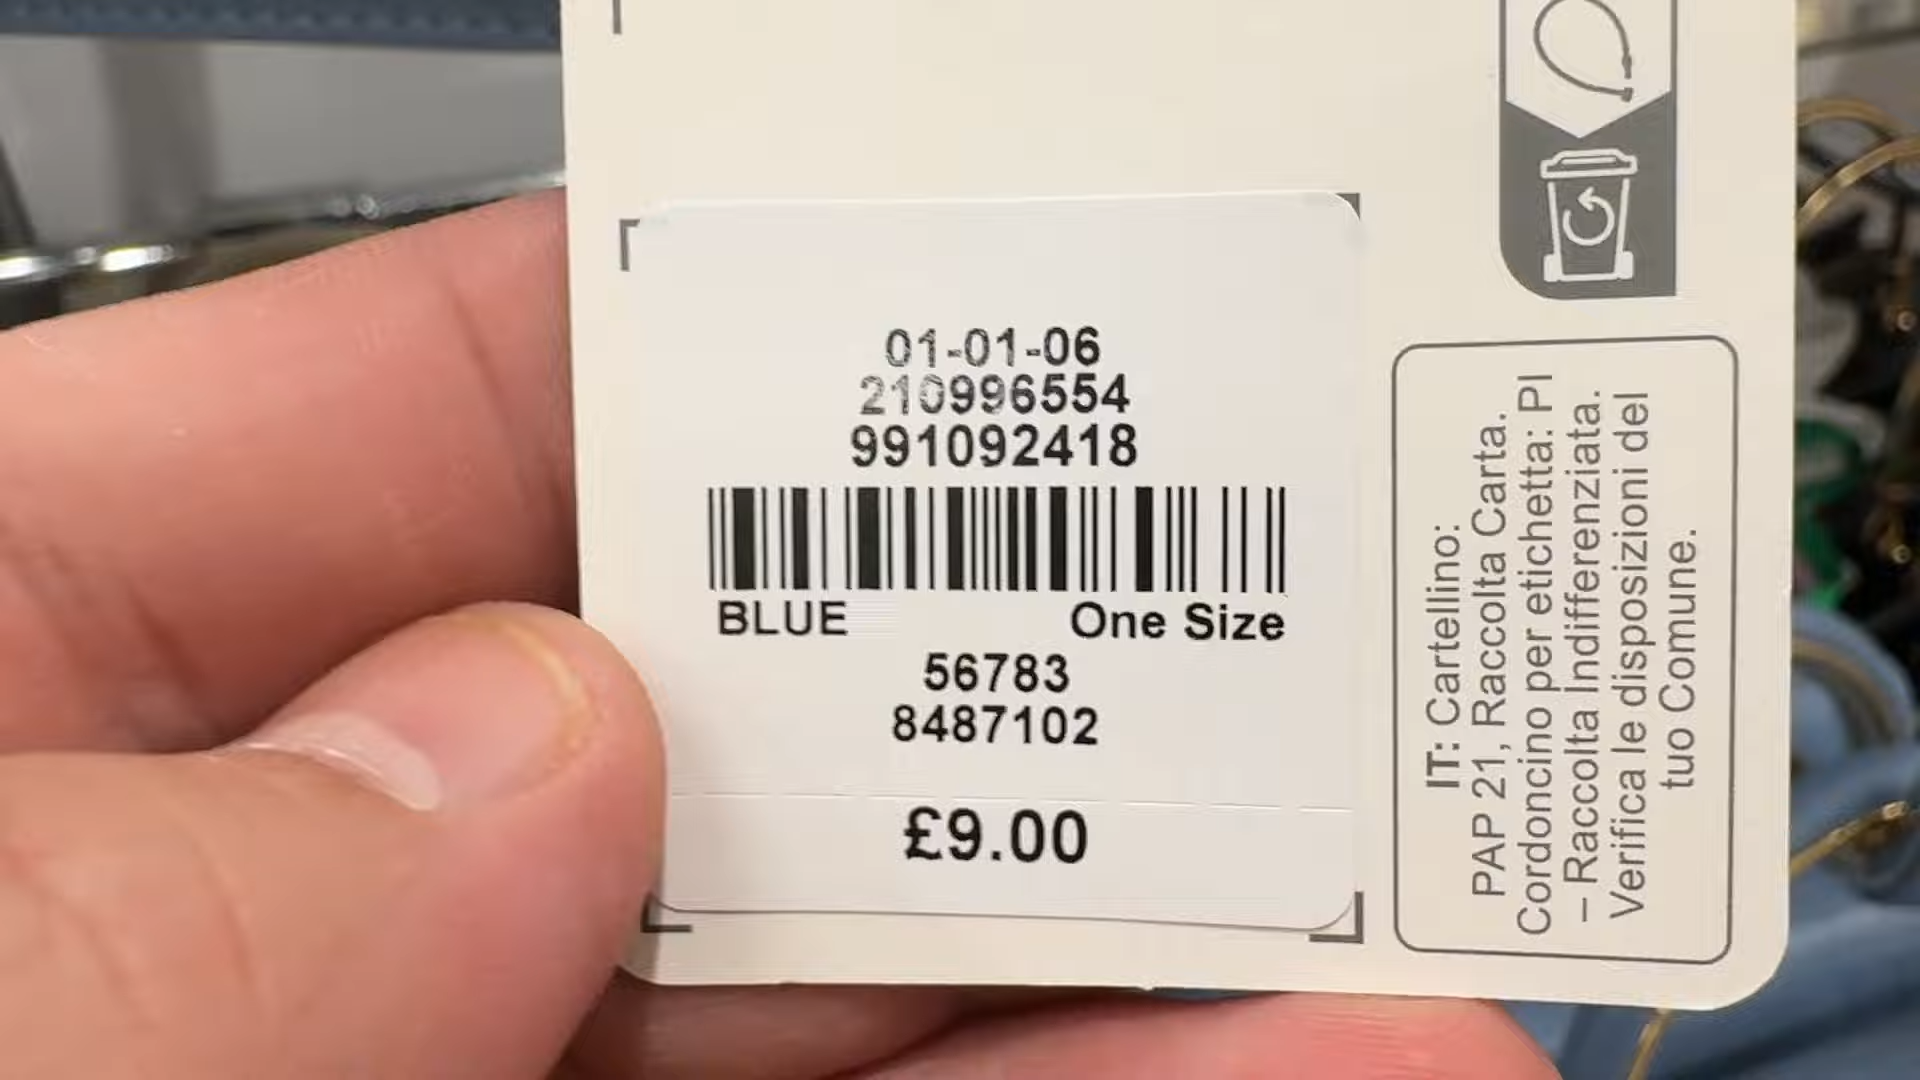 01-01-06
210996554
991092418
BLUE One Size
56783
8487102
£9.00
IT: Cartellino:
PAP 21, Raccolta Carta.
Cordoncino per etichetta: PI
– Raccolta Indifferenziata.
Verifica le disposizioni del
tuo Comune.